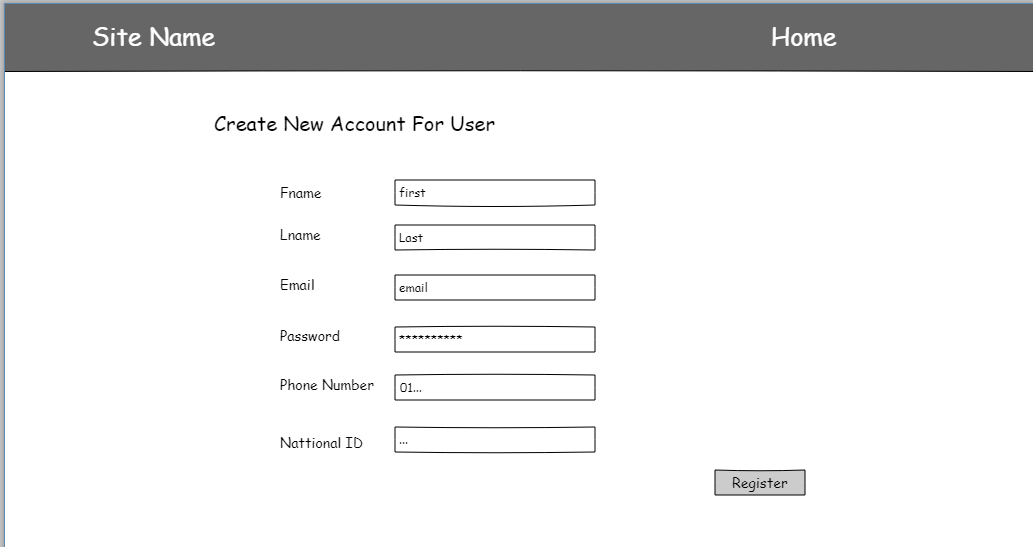 Site Name Home
Create New Account For User
Fname first
Lname Last
Email email
Password **********
Phone Number 01...
Nattional ID ...
Register